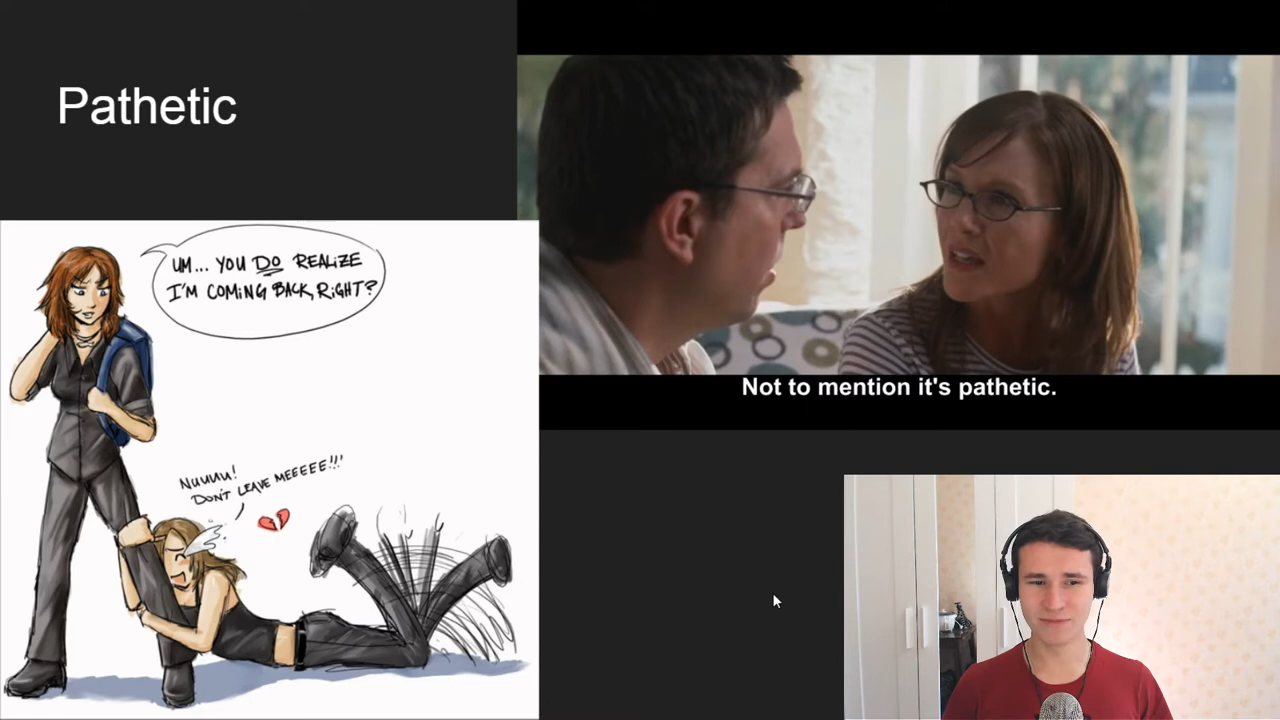 Pathetic
UM... YOU DO REALIZE
I'M COMING BACK, RIGHT?
Not to mention it's pathetic.
NUUUU!
DON'T LEAVE MEEEEE!!!